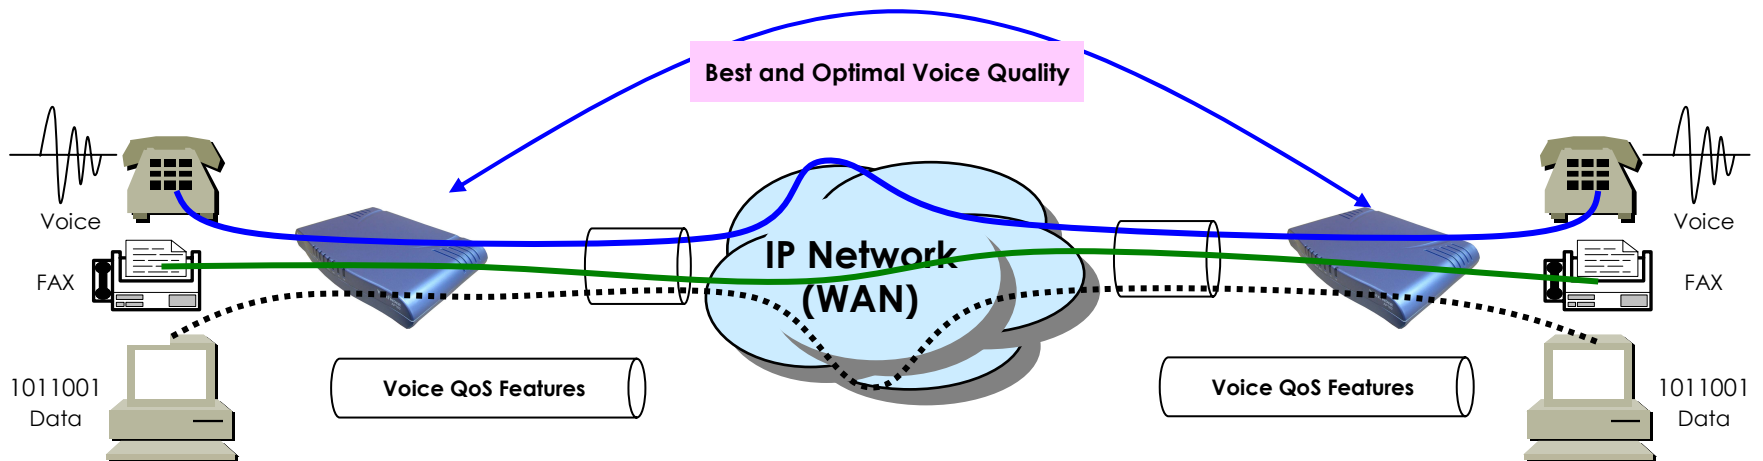 Best and Optimal Voice Quality
Voice
Voice
IP Network
(WAN)
FAX
FAX
Voice QoS Features
Voice QoS Features
1011001
Data
1011001
Data